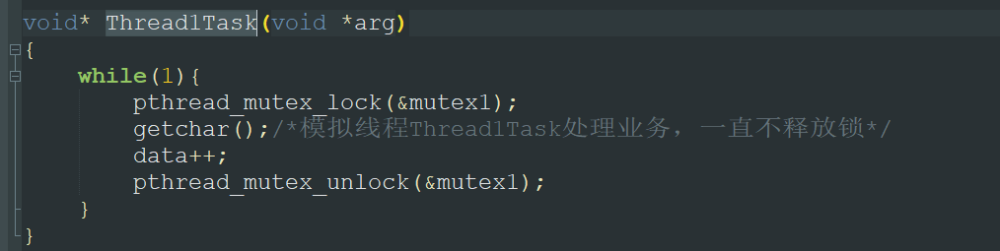 void* Thread1Task(void *arg)
{
while(1){
pthread_mutex_lock(&mutex1);
getchar();/*模拟线程Thread1Task处理业务，一直不释放锁*/
data++;
pthread_mutex_unlock(&mutex1);
}
}